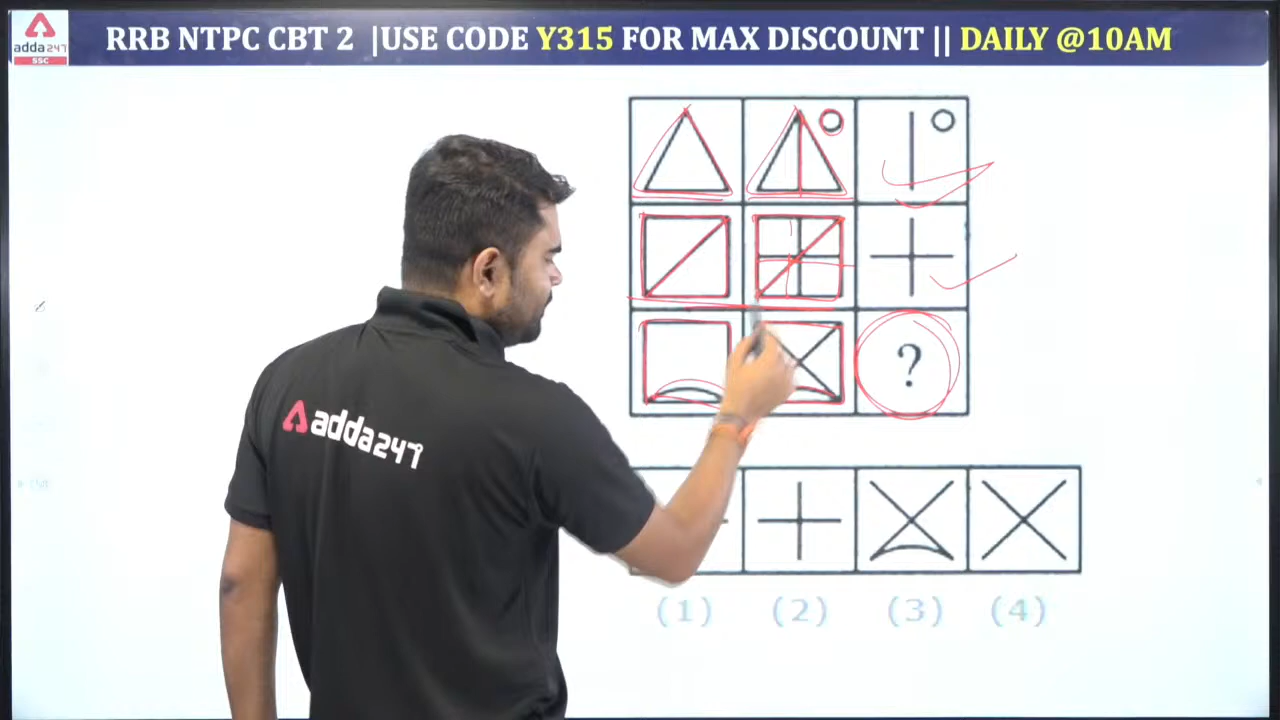 adda247
SSC
RRB NTPC CBT 2 |USE CODE Y315 FOR MAX DISCOUNT || DAILY @10AM
?
adda247
(1) (2) (3) (4)